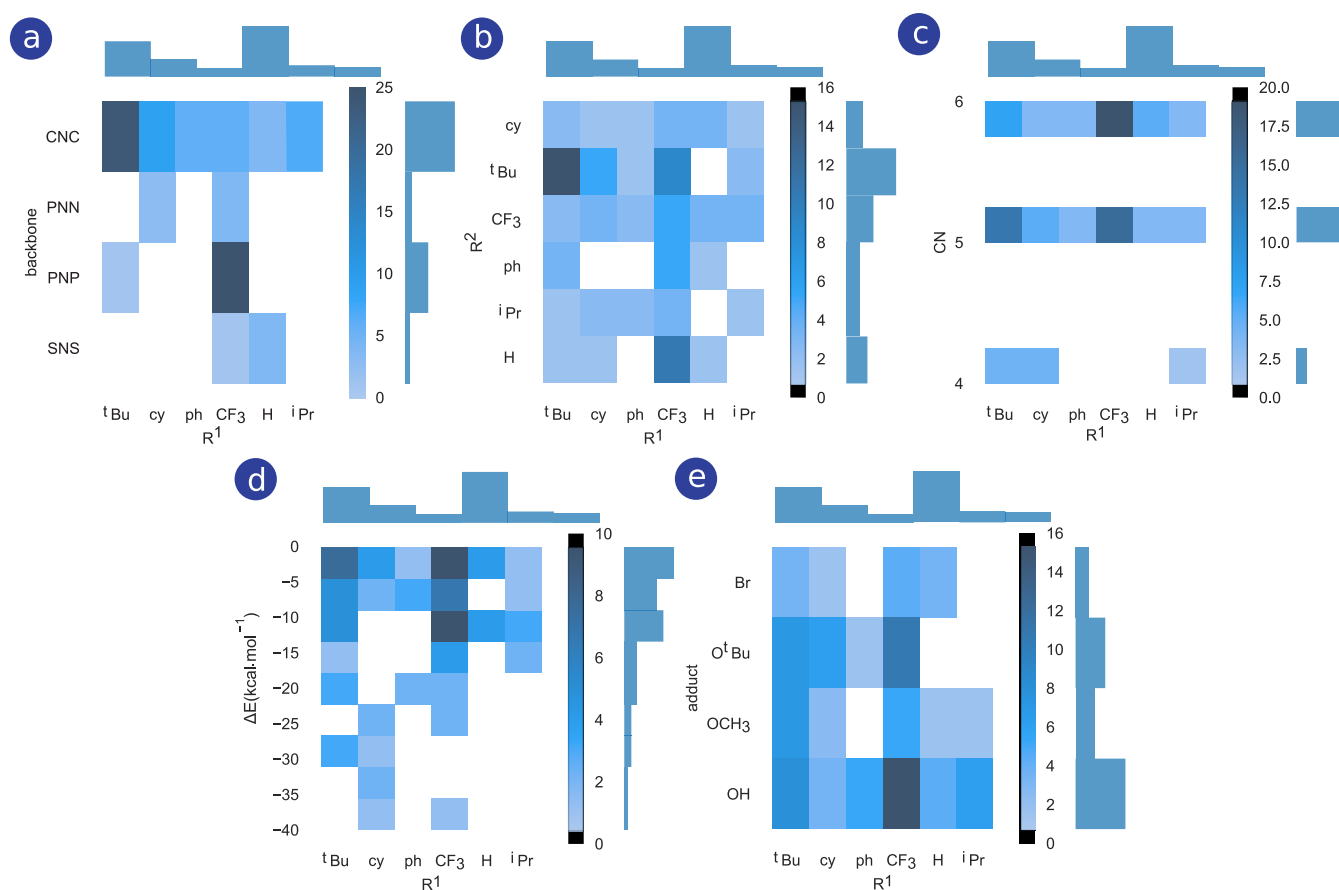 a
CNC
PNN
PNP
SNS
backbone
tBu
cy
ph
CF3
H
iPr
R1
25
20
15
10
5
0
b
cy
tBu
CF3
ph
iPr
H
R2
tBu
cy
ph
CF3
H
iPr
R1
16
14
12
10
8
6
4
2
0
c
6
5
4
CN
tBu
cy
ph
CF3
H
iPr
R1
20.0
17.5
15.0
12.5
10.0
7.5
5.0
2.5
0
d
0
−5
−10
−15
−20
−25
−30
−35
−40
ΔE(kcal·mol−1)
tBu
cy
ph
CF3
H
iPr
R1
10
8
6
4
2
0
e
Br
OtBu
OCH3
OH
adduct
tBu
cy
ph
CF3
H
iPr
R1
16
14
12
10
8
6
4
2
0